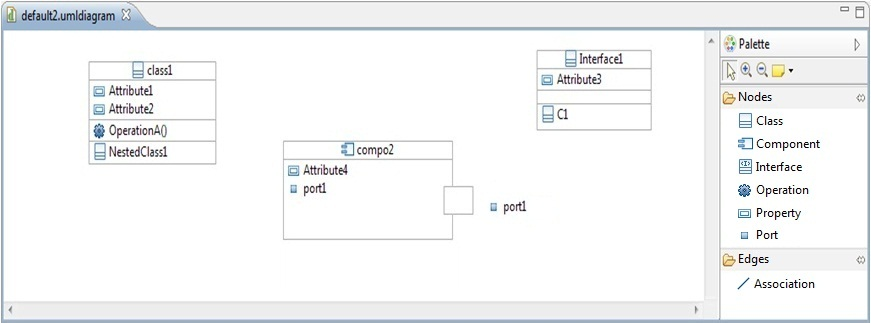 default2.umldiagram
class1
Attribute1
Attribute2
OperationA()
NestedClass1
compo2
Attribute4
port1
port1
Interface1
Attribute3
C1
Palette
Nodes
Class
Component
Interface
Operation
Property
Port
Edges
Association